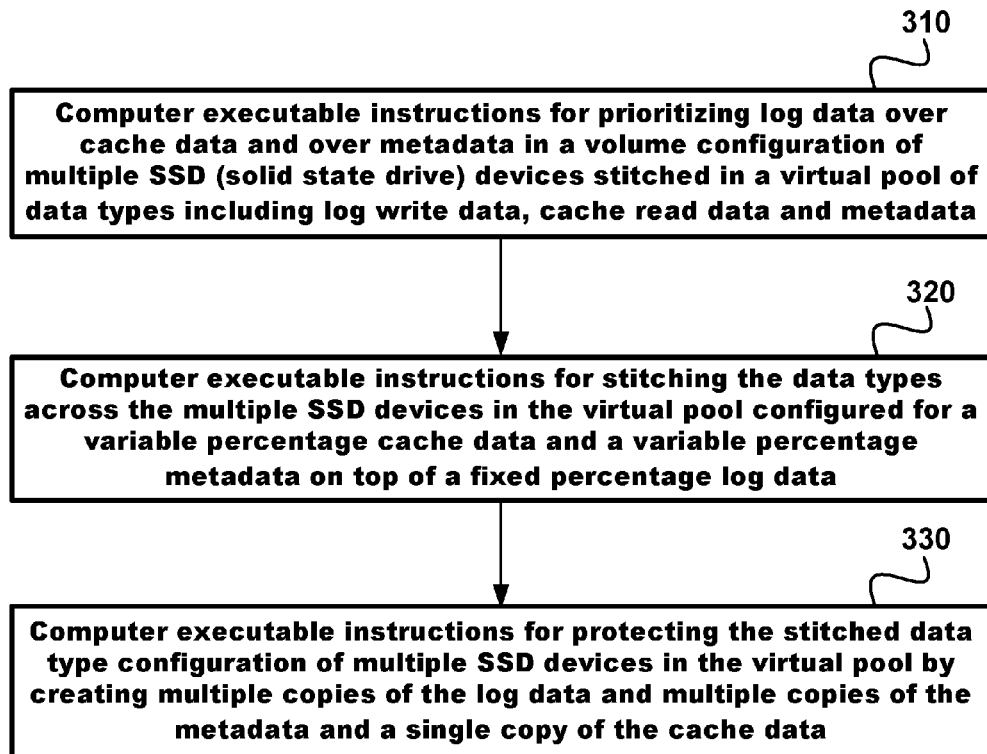 310
Computer executable instructions for prioritizing log data over
cache data and over metadata in a volume configuration of
multiple SSD (solid state drive) devices stitched in a virtual pool of
data types including log write data, cache read data and metadata
320
Computer executable instructions for stitching the data types
across the multiple SSD devices in the virtual pool configured for a
variable percentage cache data and a variable percentage
metadata on top of a fixed percentage log data
330
Computer executable instructions for protecting the stitched data
type configuration of multiple SSD devices in the virtual pool by
creating multiple copies of the log data and multiple copies of the
metadata and a single copy of the cache data